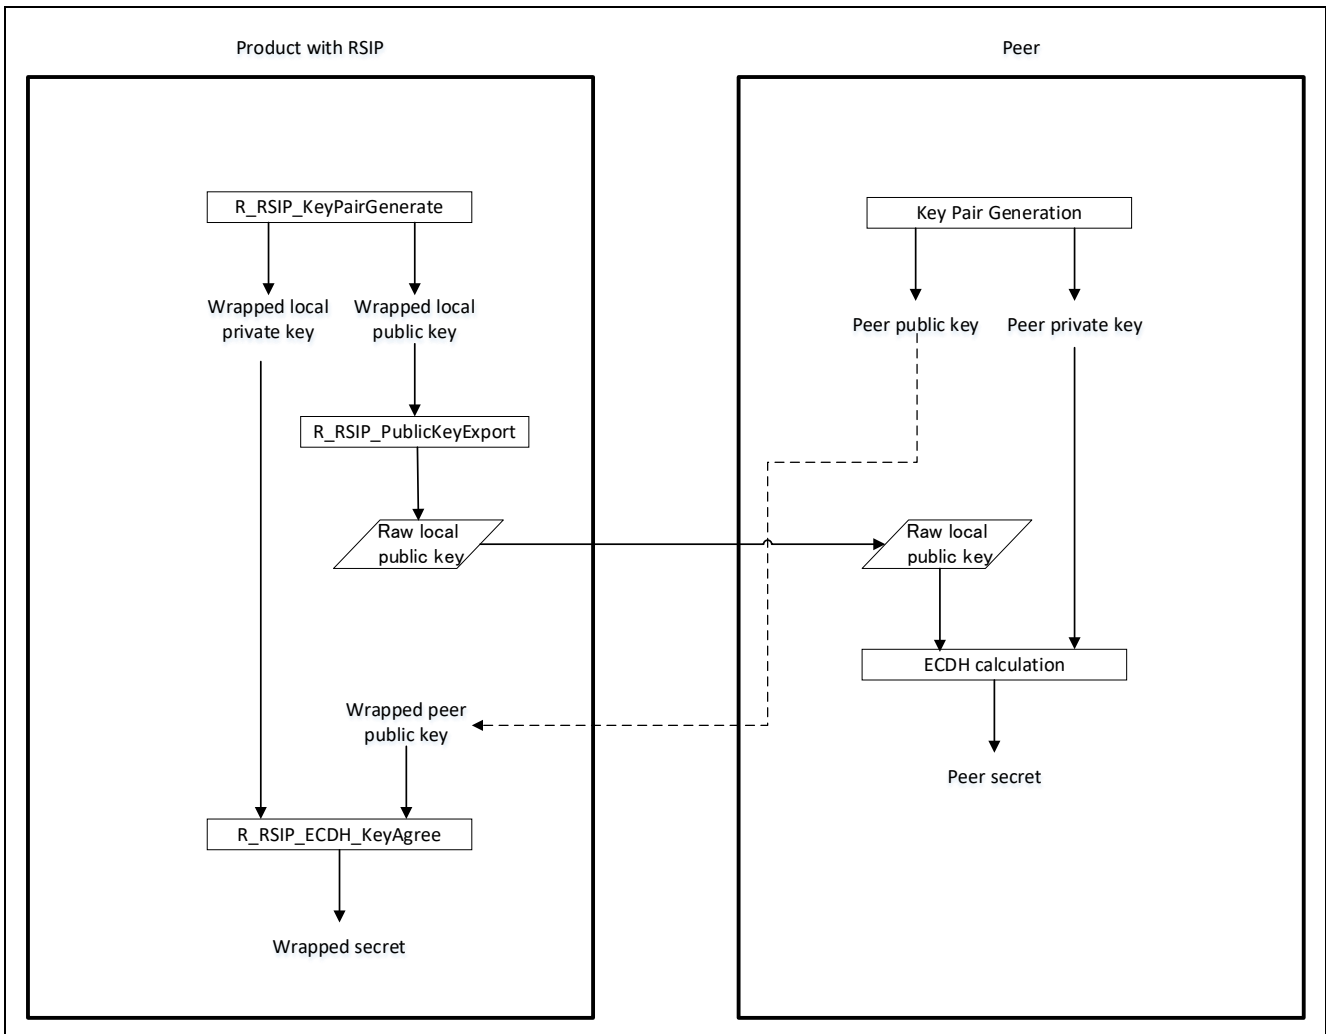 Product with RSIP
Peer
R_RSIP_KeyPairGenerate
Key Pair Generation
Wrapped local
private key
Wrapped local
public key
Peer public key
Peer private key
R_RSIP_PublicKeyExport
Raw local
public key
Raw local
public key
ECDH calculation
Wrapped peer
public key
Peer secret
R_RSIP_ECDH_KeyAgree
Wrapped secret